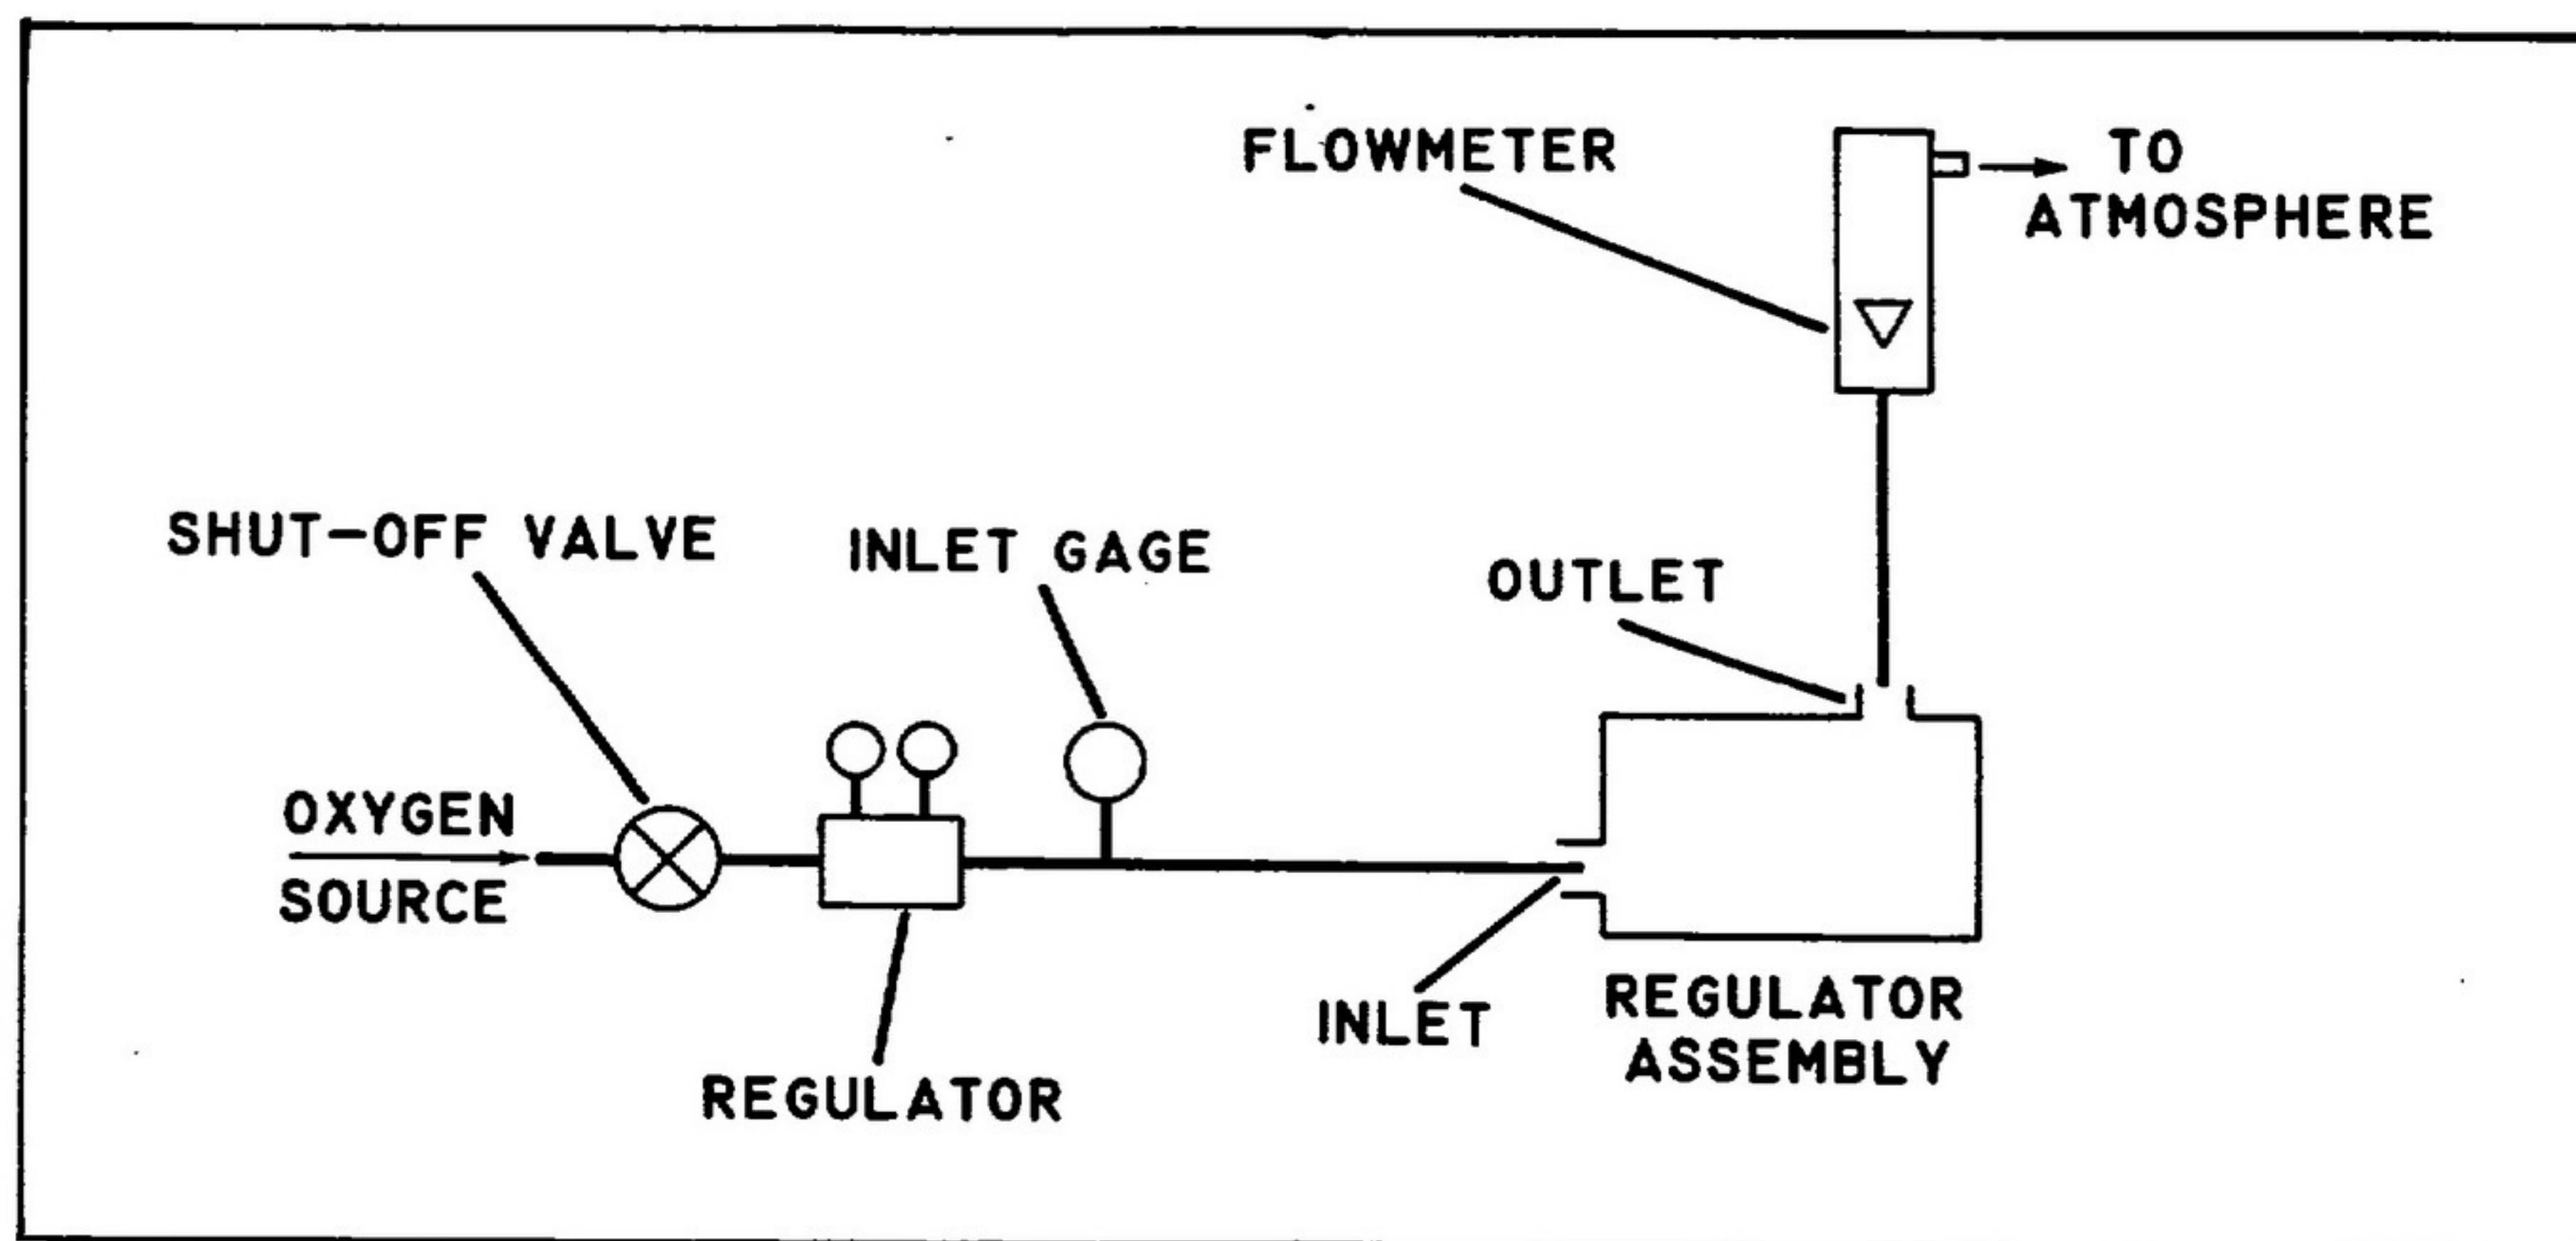 FLOWMETER
TO
ATMOSPHERE
SHUT-OFF VALVE
INLET GAGE
OUTLET
OXYGEN
SOURCE
INLET
REGULATOR
ASSEMBLY
REGULATOR